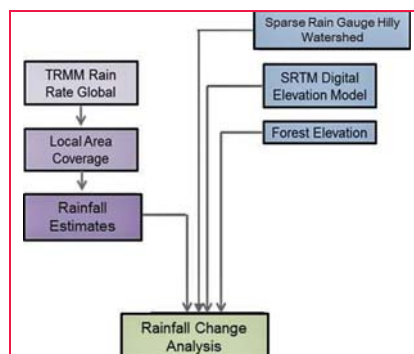 Sparse Rain Gauge Hilly
Watershed
TRMM Rain
Rate Global
SRTM Digital
Elevation Model
Local Area
Coverage
Forest Elevation
Rainfall
Estimates
Rainfall Change
Analysis